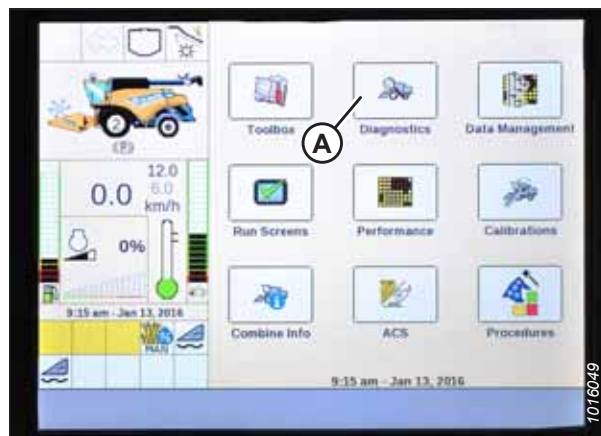 2
(P)
12.0
0.0 6.0
km/h
0%
9:15 am - Jan 13, 2016
MAN
Toolbox Diagnostics Data Management
A
Run Screens Performance Calibrations
Combine Info ACS Procedures
9:15 am - Jan 13, 2016
1016049